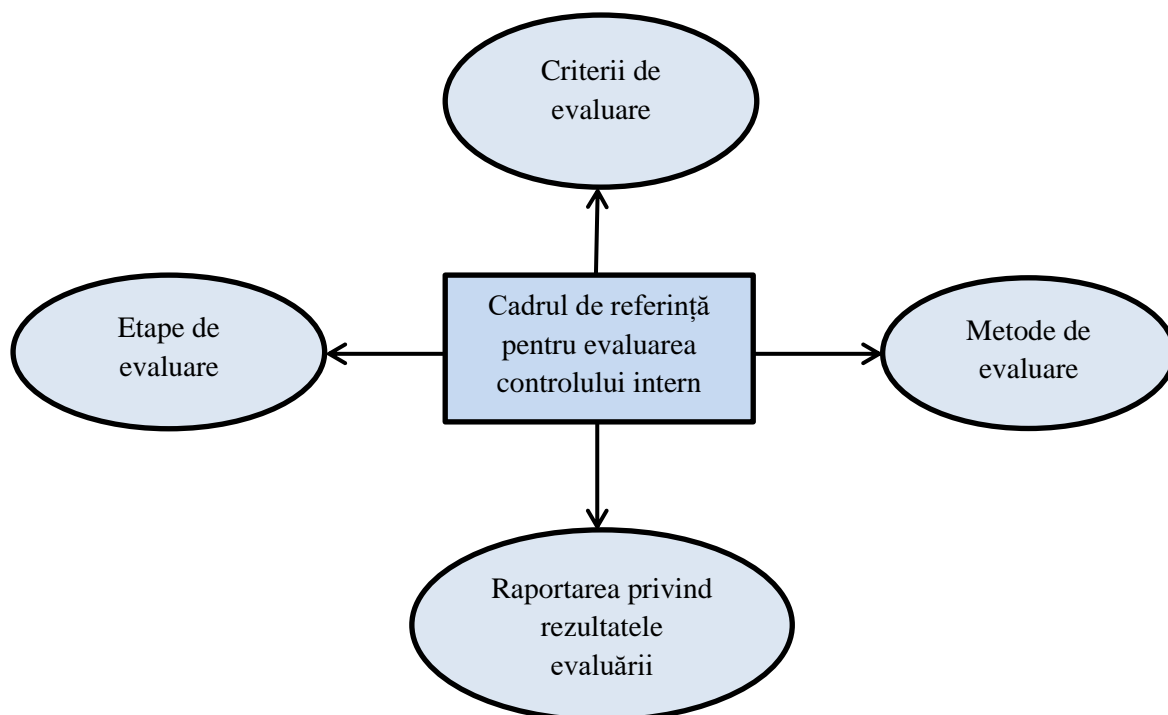 Criterii de
evaluare
Etape de
evaluare
Cadrul de referință
pentru evaluarea
controlului intern
Metode de
evaluare
Raportarea privind
rezultatele
evaluării